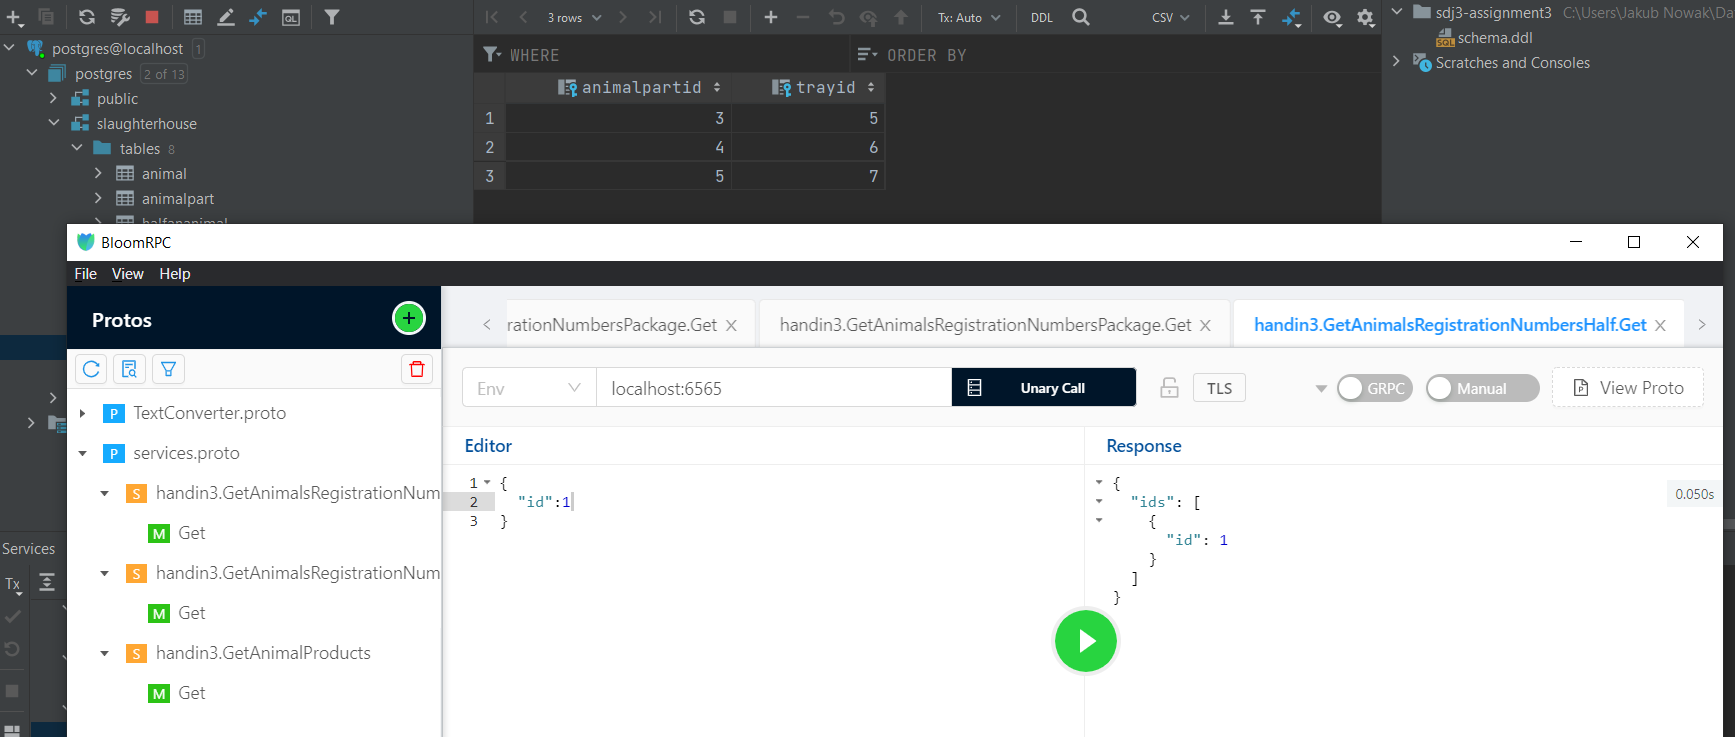 3 rows
Tx: Auto
DDL
CSV
sdj3-assignment3 C:\Users\Jakub Nowak\Da
schema.ddl
Scratches and Consoles
postgres@localhost 1
postgres 2 of 13
public
slaughterhouse
tables 8
animal
animalpart
halfananimal
WHERE
ORDER BY
animalpartid trayid
1 3 5
2 4 6
3 5 7
Services
Tx
BloomRPC
File View Help
Protos
rationNumbersPackage.Get
handin3.GetAnimalsRegistrationNumbersPackage.Get
handin3.GetAnimalsRegistrationNumbersHalf.Get
TextConverter.proto
services.proto
handin3.GetAnimalsRegistrationNum
Get
handin3.GetAnimalsRegistrationNum
Get
handin3.GetAnimalProducts
Get
Env
localhost:6565
Unary Call
TLS
GRPC
Manual
View Proto
Editor
1 {
2 "id":1
3 }
Response
{
"ids": [
{
"id": 1
}
]
}
0.050s